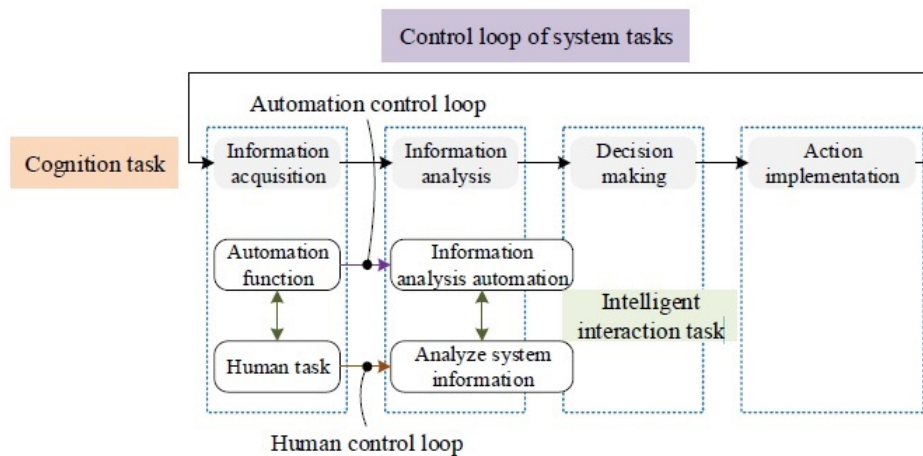 Control loop of system tasks
Automation control loop
Cognition task
Information
acquisition
Information
analysis
Decision
making
Action
implementation
Automation
function
Information
analysis automation
Intelligent
interaction task
Human task
Analyze system
information
Human control loop